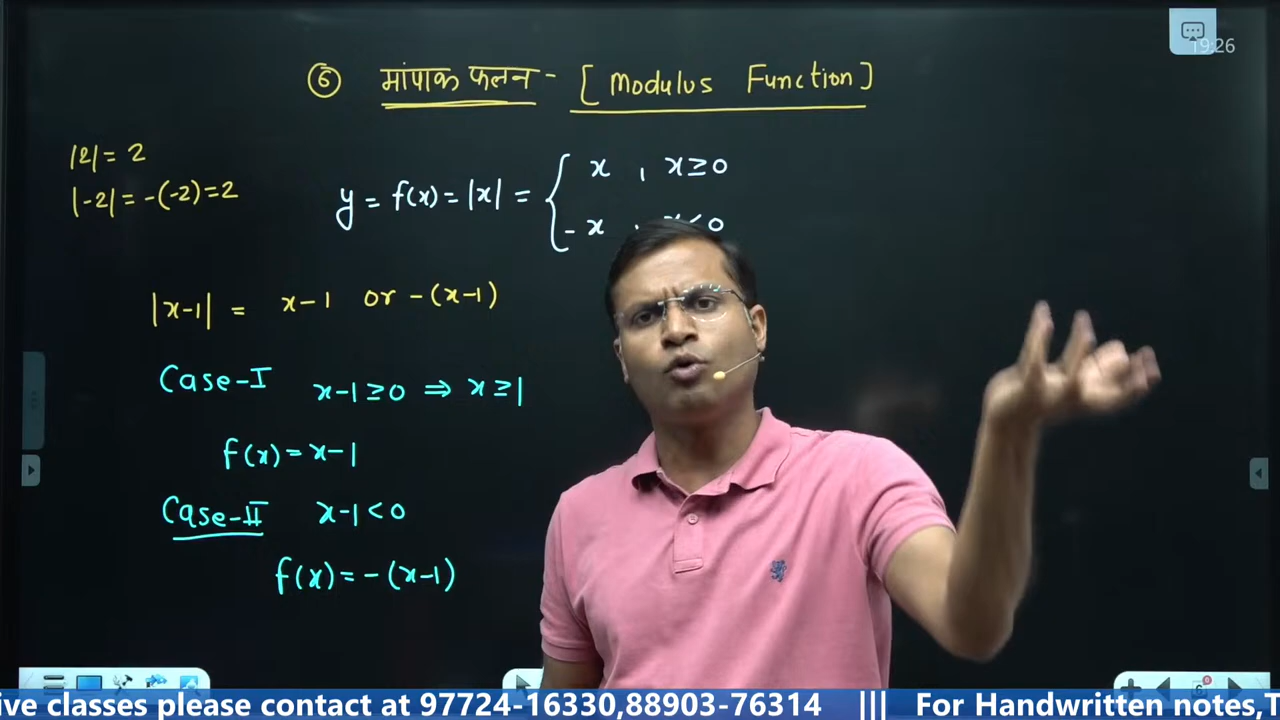 19:26
⑥ मांपाक फलन - [ Modulus Function ]
|2| = 2
|-2| = -(-2) = 2
y = f(x) = |x| = { x , x ≥ 0
- x , x < 0
|x-1| = x-1 or -(x-1)
Case-I x-1 ≥ 0 ⇒ x ≥ 1
f(x) = x-1
Case-II x-1 < 0
f(x) = -(x-1)
ive classes please contact at 97724-16330,88903-76314 ||| For Handwritten notes,T